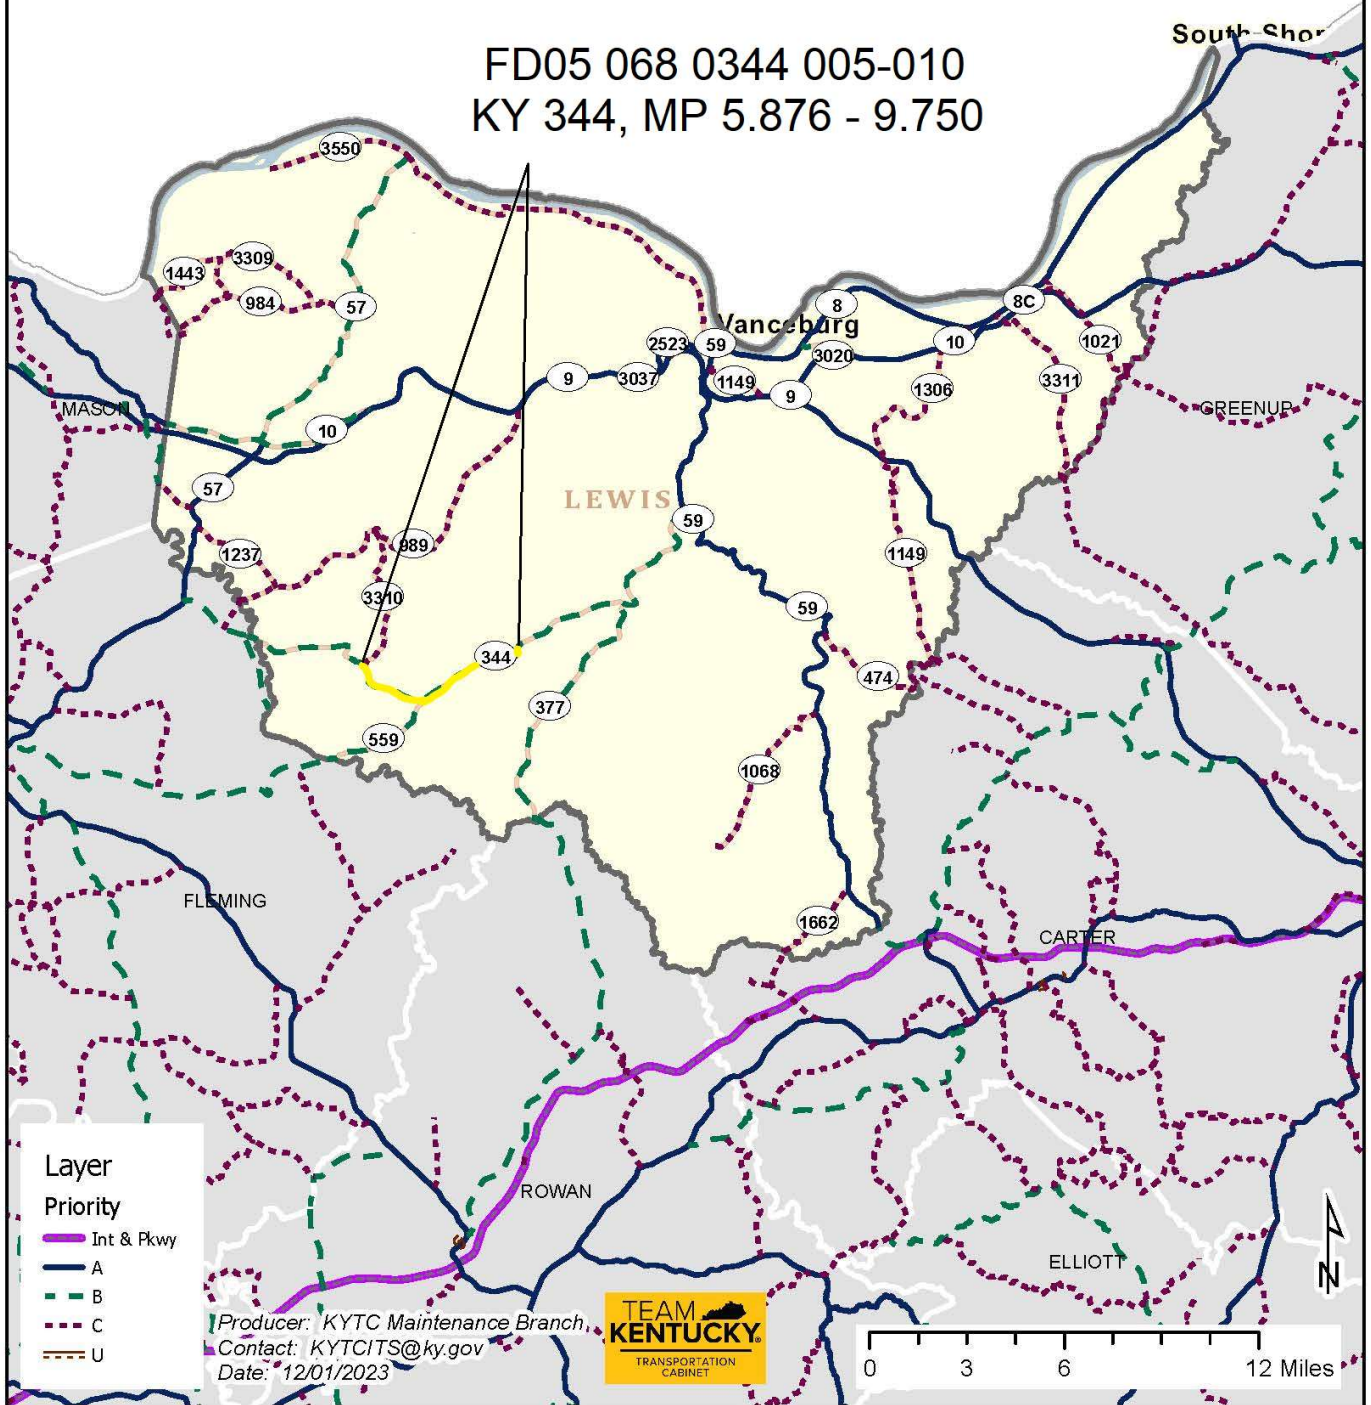 South Shor
FD05 068 0344 005-010
KY 344, MP 5.876 - 9.750
3550
3309
1443
984
57
8C
8
Vanceburg
2523
59
10
1021
3020
9
3037
1149
9
1306
3311
MASON
GREENUP
10
57
LEWIS
59
989
1237
1149
3310
59
344
474
377
559
1068
FLEMING
1662
CARTER
ROWAN
ELLIOTT
Layer
Priority
Int & Pkwy
A
B
C
U
Producer: KYTC Maintenance Branch
Contact: KYTCITS@ky.gov
Date: 12/01/2023
TEAM
KENTUCKY
TRANSPORTATION
CABINET
N
0 3 6 12 Miles